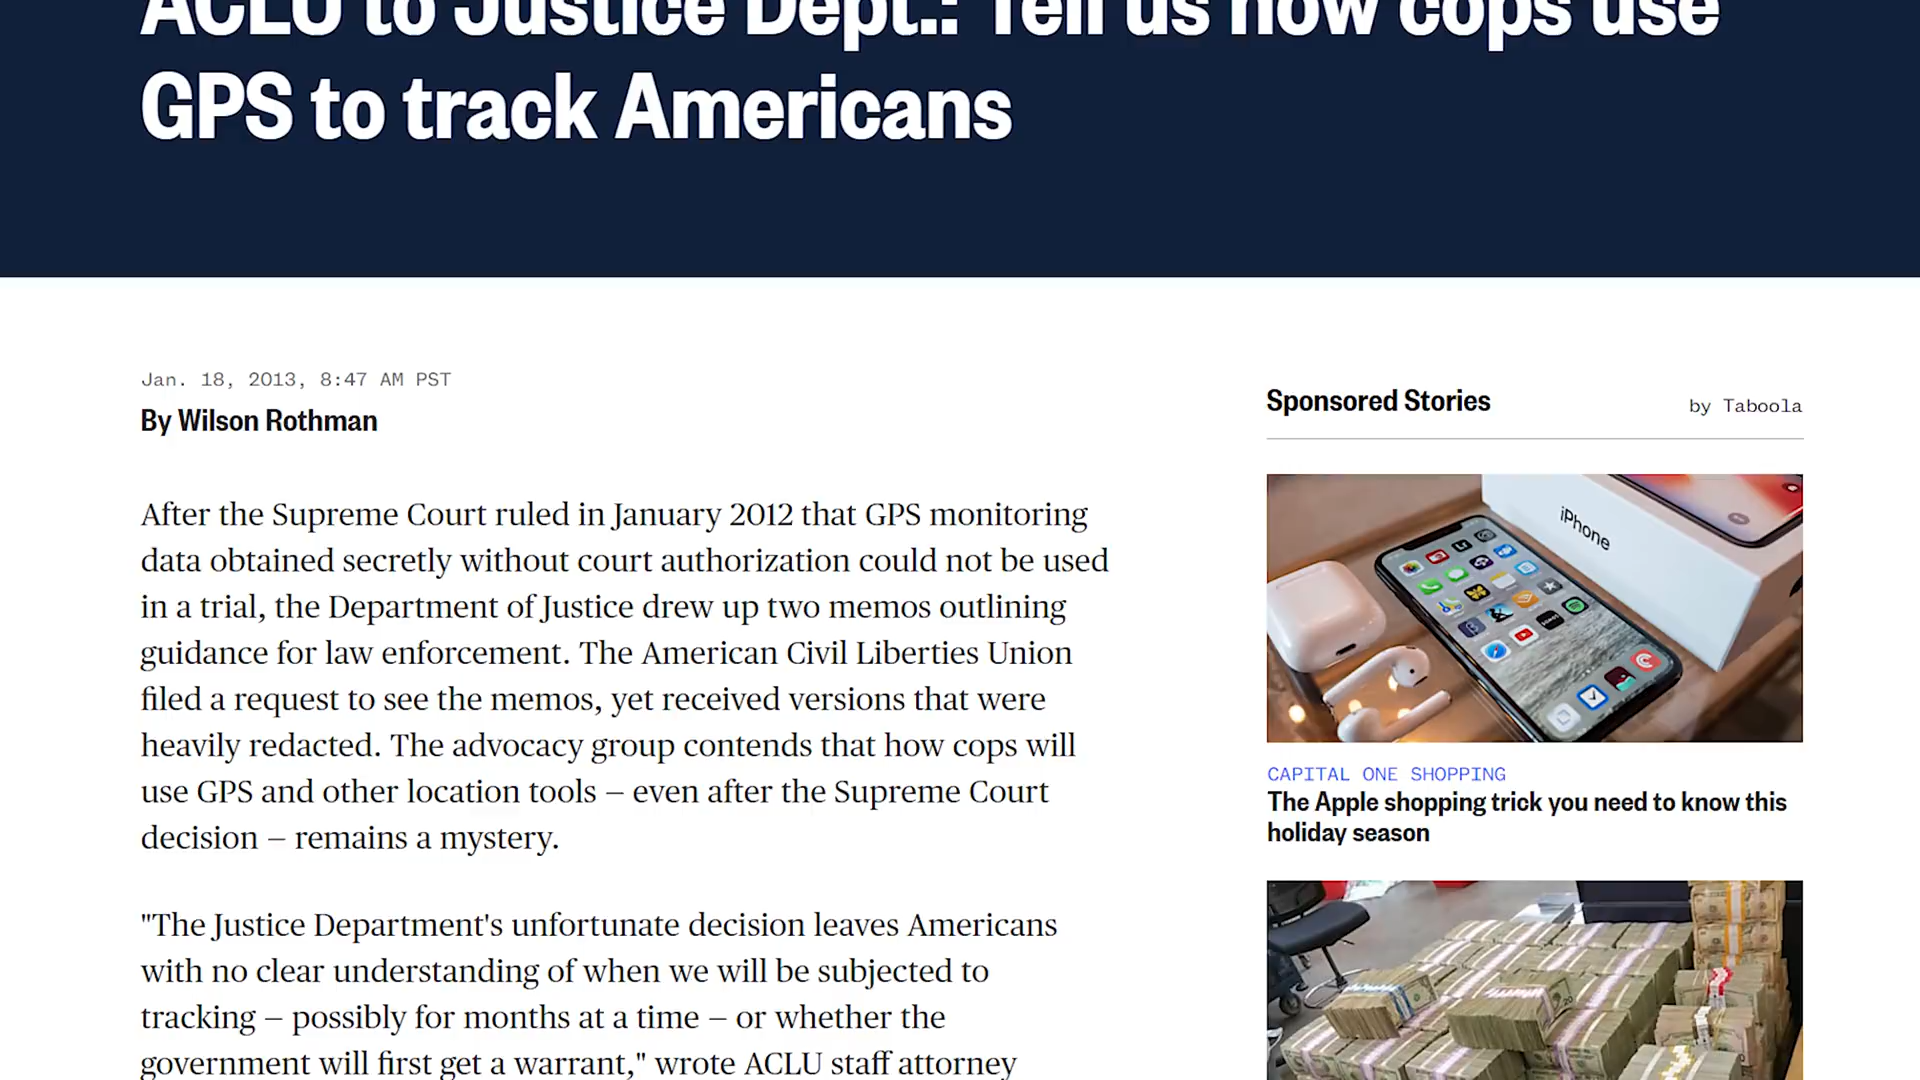 ACLU to Justice Dept.: Tell us how cops use
GPS to track Americans
Jan. 18, 2013, 8:47 AM PST
By Wilson Rothman
After the Supreme Court ruled in January 2012 that GPS monitoring
data obtained secretly without court authorization could not be used
in a trial, the Department of Justice drew up two memos outlining
guidance for law enforcement. The American Civil Liberties Union
filed a request to see the memos, yet received versions that were
heavily redacted. The advocacy group contends that how cops will
use GPS and other location tools – even after the Supreme Court
decision – remains a mystery.
"The Justice Department's unfortunate decision leaves Americans
with no clear understanding of when we will be subjected to
tracking – possibly for months at a time – or whether the
government will first get a warrant," wrote ACLU staff attorney
Sponsored Stories
by Taboola
iPhone
CAPITAL ONE SHOPPING
The Apple shopping trick you need to know this
holiday season